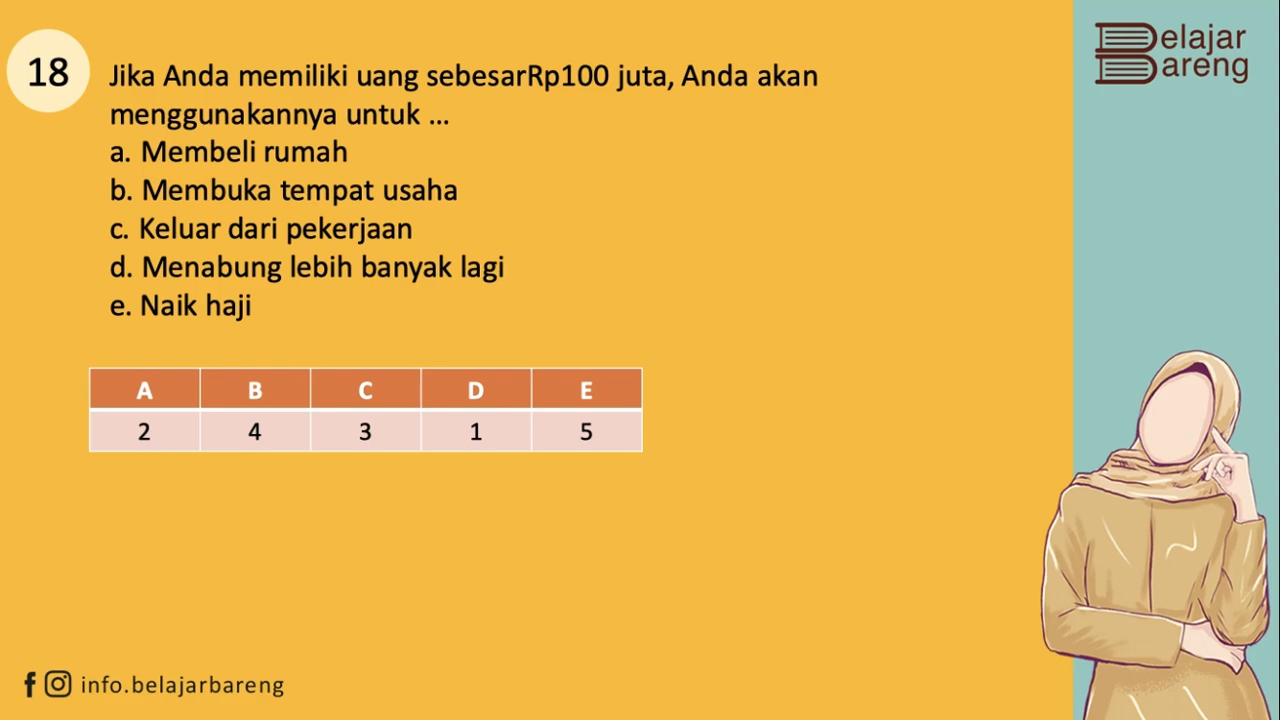 18
Jika Anda memiliki uang sebesarRp100 juta, Anda akan
menggunakannya untuk ...
a. Membeli rumah
b. Membuka tempat usaha
c. Keluar dari pekerjaan
d. Menabung lebih banyak lagi
e. Naik haji
A B C D E
2 4 3 1 5
Belajar
Bareng
info.belajarbareng